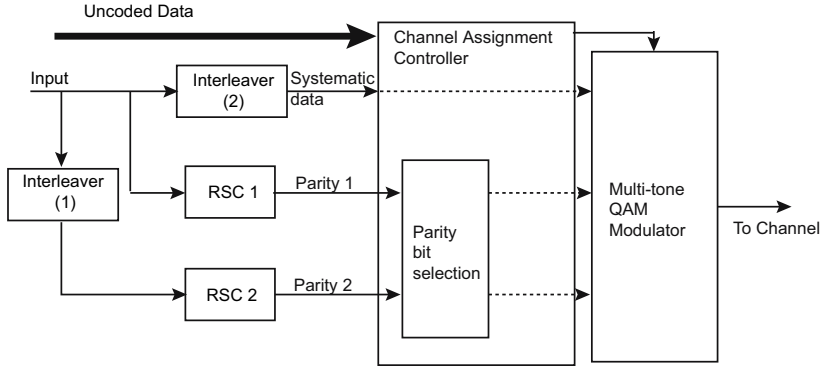 Uncoded Data
Channel Assignment
Controller
Input
Interleaver
(2)
Systematic
data
Interleaver
(1)
RSC 1
Parity 1
Parity
bit
selection
Multi-tone
QAM
Modulator
To Channel
RSC 2
Parity 2